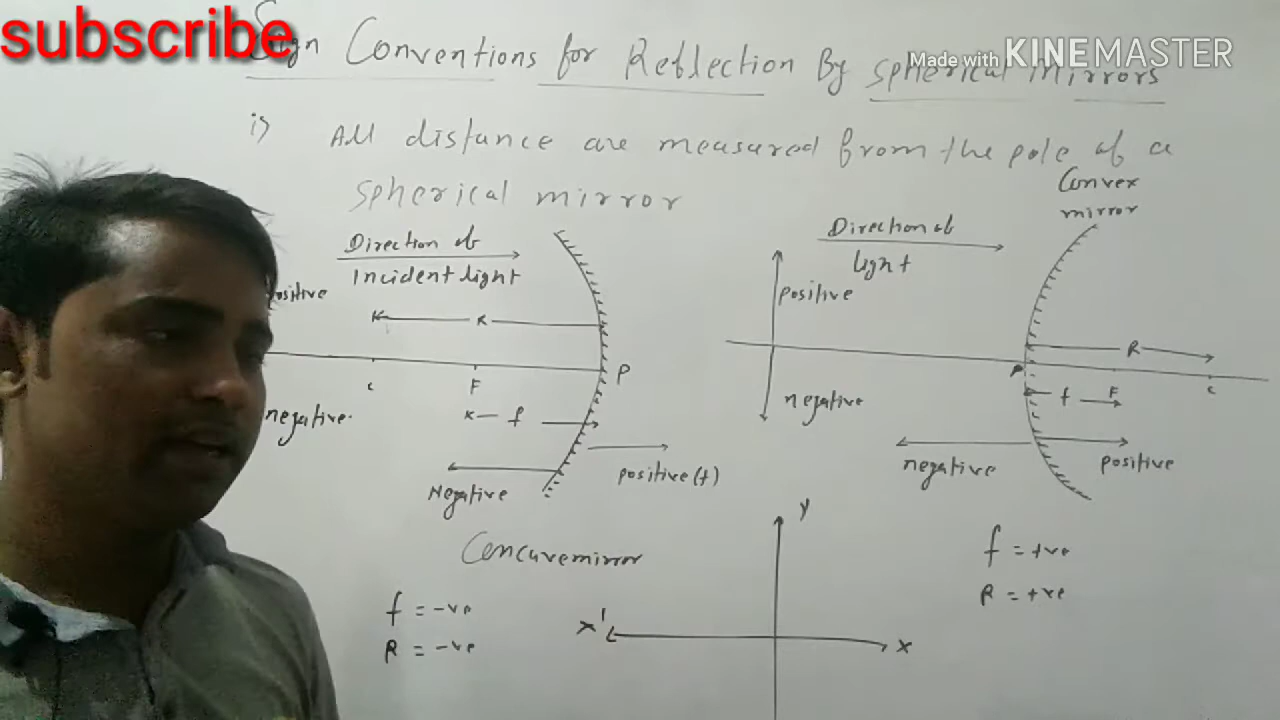 subscribe
Made with KINEMASTER
Sign Conventions for Reflection By Spherical mirrors
i) All distance are measured from the pole of a
spherical mirror
Convex
mirror
Direction of
Incident light
Direction of
light
positive
positive
R
R
P
P
C
F
f
f
F
C
negative
negative
Negative
positive (+)
negative
positive
Concave mirror
y
f = -ve
R = -ve
f = +ve
R = +ve
x'
x